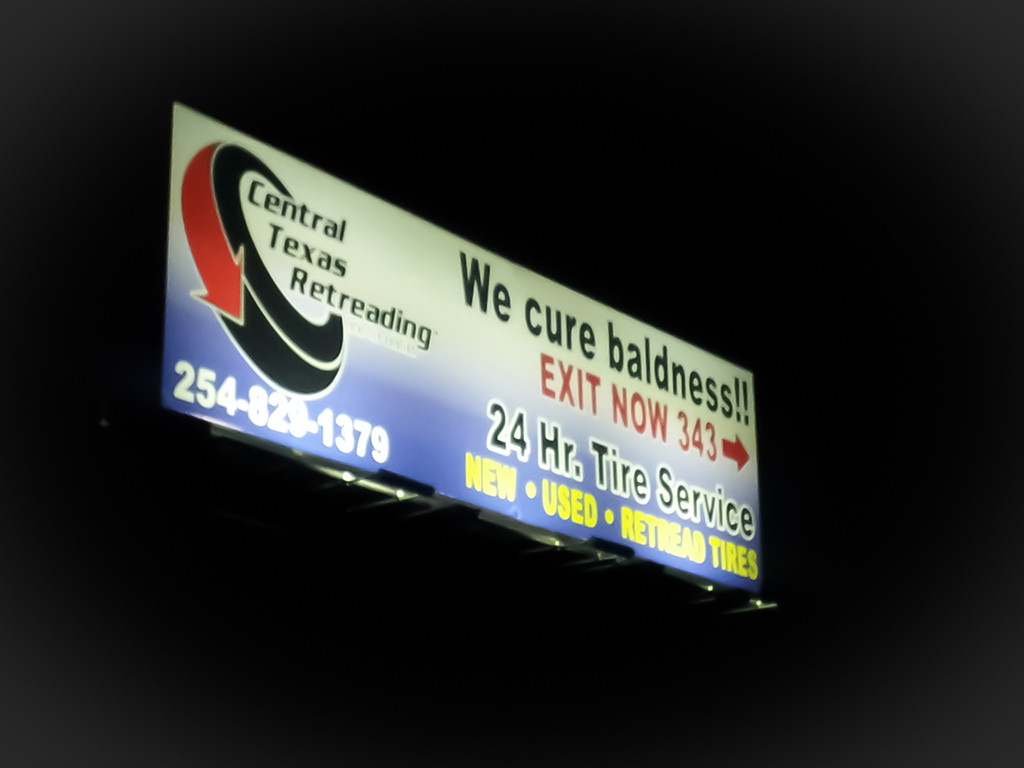 Central
Texas
Retreading
254-829-1379
We cure baldness!!
EXIT NOW 343
24 Hr. Tire Service
NEW • USED • RETREAD TIRES